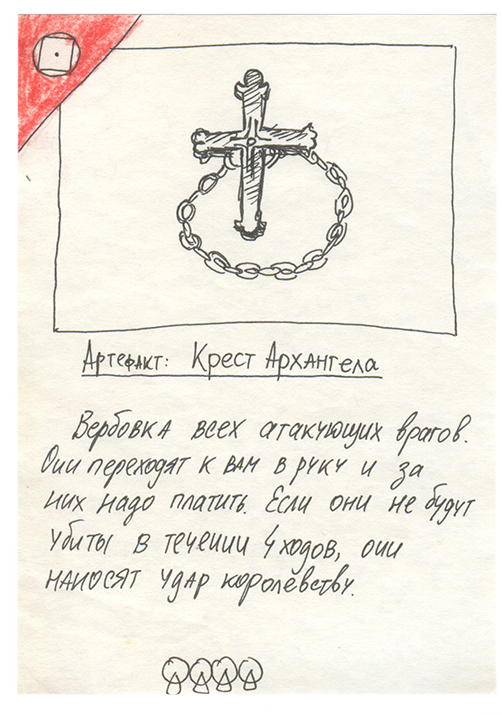 Артефакт: Крест Архангела
Вербовка всех атакующих врагов.
Они переходят к вам в руку и за
них надо платить. Если они не будут
убиты в течении 4 ходов, они
наносят удар королевству.